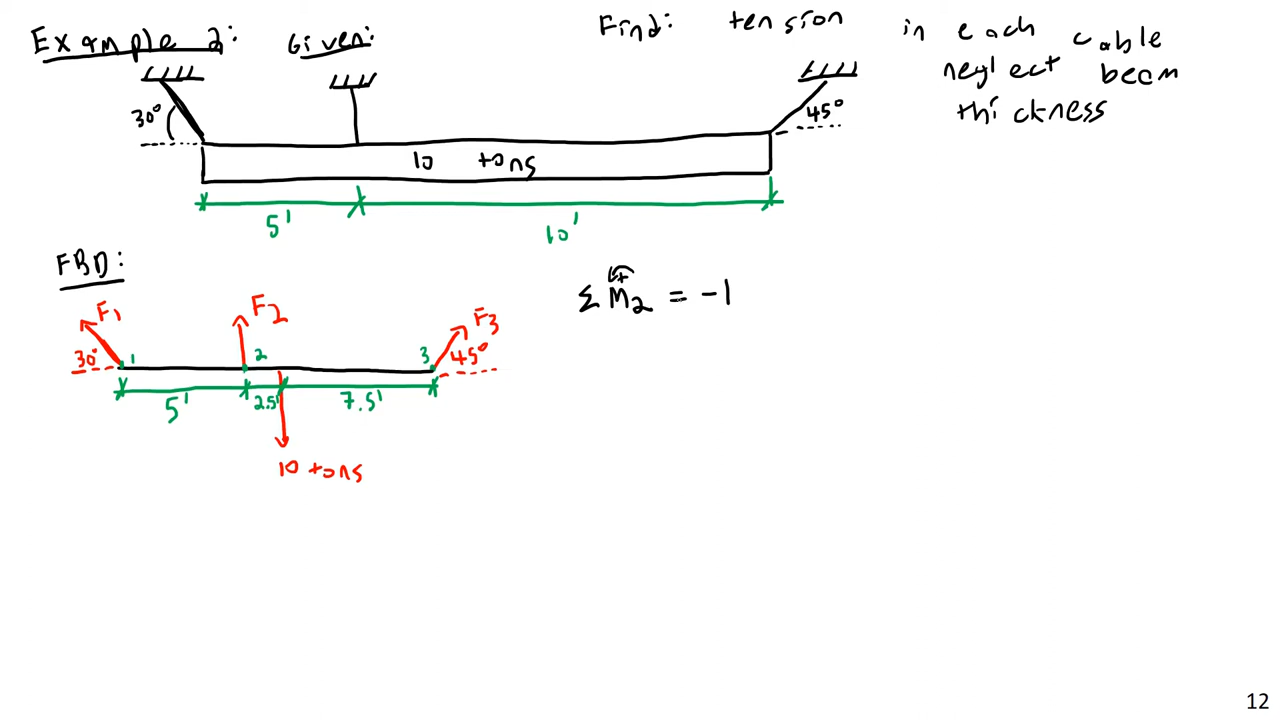 Example 2: Given:
Find: tension in each cable
neglect beam
thickness
30°
45°
10 tons
5'
10'
FBD:
F1
F2
F3
30°
1
2
3
45°
5'
2.5'
7.5'
10 tons
Σ M2 = -1
+
12